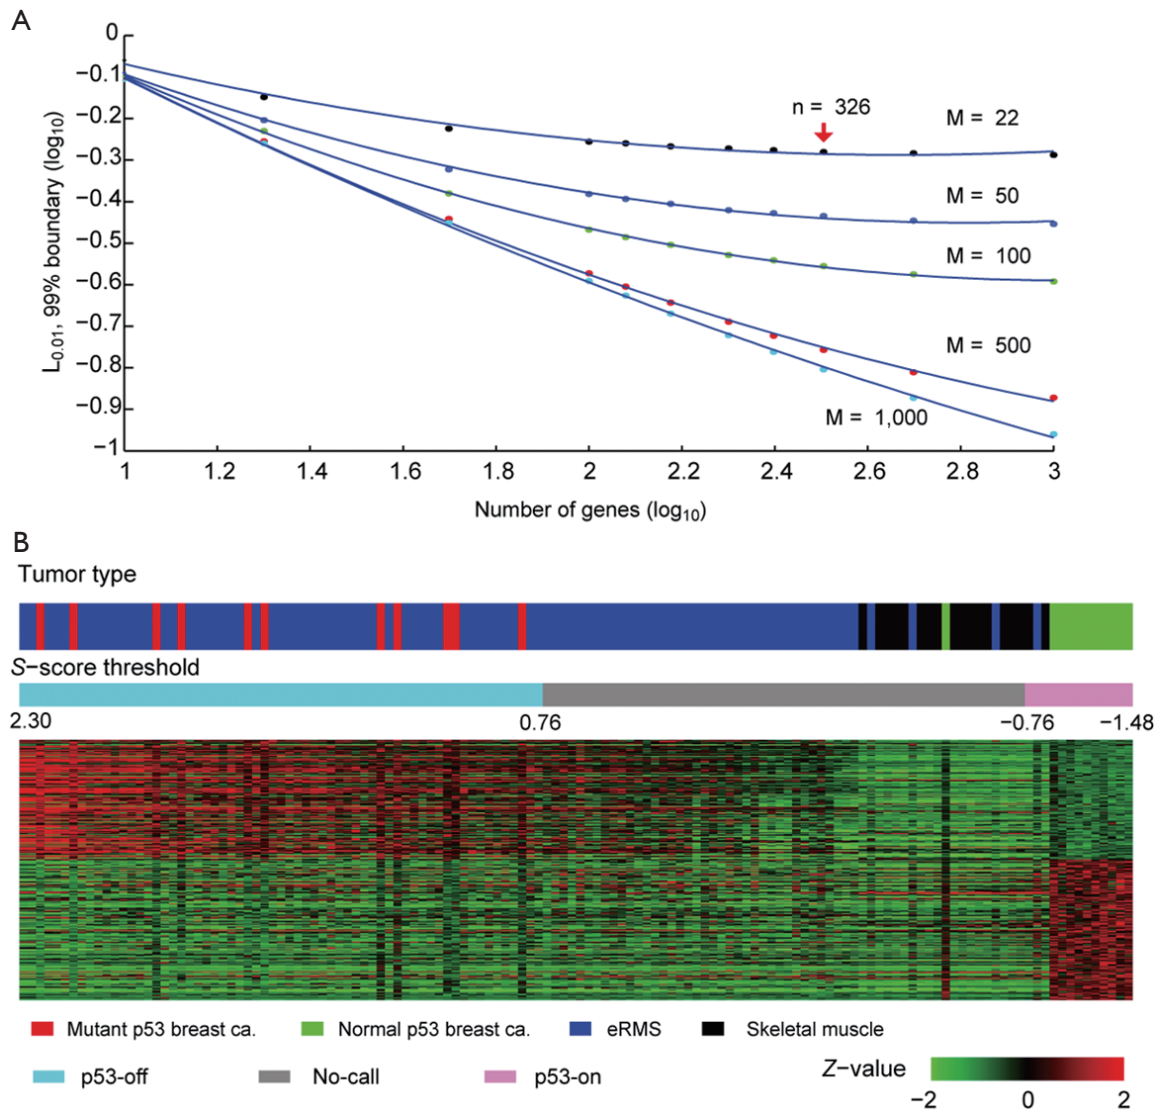 A
0
−0.1
−0.2
−0.3
−0.4
−0.5
−0.6
−0.7
−0.8
−0.9
−1
L0.01, 99% boundary (log10)
n = 326
M = 22
M = 50
M = 100
M = 500
M = 1,000
1 1.2 1.4 1.6 1.8 2 2.2 2.4 2.6 2.8 3
Number of genes (log10)
B
Tumor type
S−score threshold
2.30 0.76 −0.76 −1.48
Mutant p53 breast ca. Normal p53 breast ca. eRMS Skeletal muscle
p53-off No-call p53-on Z−value
−2 0 2